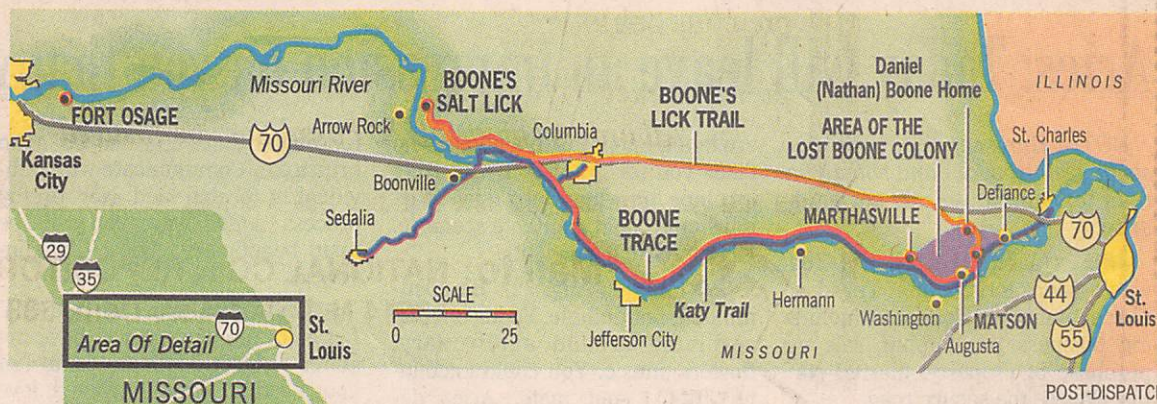 Missouri River
BOONE'S
SALT LICK
FORT OSAGE
Arrow Rock
70
Kansas
City
Boonville
Columbia
BOONE'S
LICK TRAIL
Daniel
(Nathan) Boone Home
AREA OF THE
LOST BOONE COLONY
ILLINOIS
St. Charles
Defiance
MARTHASVILLE
70
Sedalia
BOONE
TRACE
SCALE
0
25
Jefferson City
Katy Trail
Hermann
MISSOURI
Washington
MATSON
Augusta
44
55
St.
Louis
29
35
70
Area Of Detail
St.
Louis
MISSOURI
POST-DISPATCH